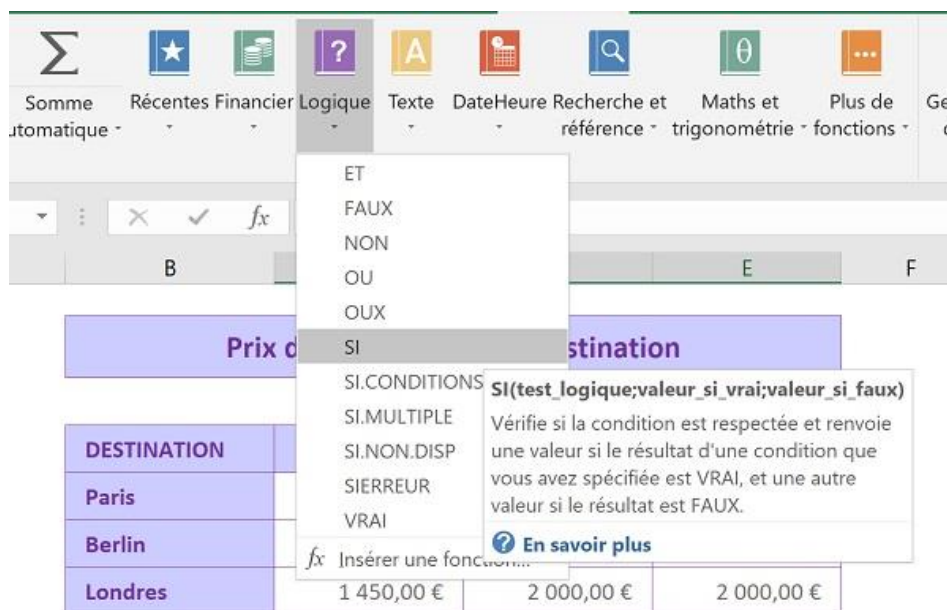 Somme Récentes Financier Logique Texte DateHeure Recherche et Maths et Plus de
utomatique référence trigonométrie fonctions
ET
FAUX
fx
NON
B E F
OU
OUX
Prix d SI stination
SI.CONDITIONS
SI(test_logique;valeur_si_vrai;valeur_si_faux)
SI.MULTIPLE
Vérifie si la condition est respectée et renvoie
DESTINATION
SI.NON.DISP
une valeur si le résultat d'une condition que
vous avez spécifiée est VRAI, et une autre
Paris
SIERREUR
valeur si le résultat est FAUX.
VRAI
Berlin
En savoir plus
fx Insérer une fonction...
Londres 1 450,00 € 2 000,00 € 2 000,00 €